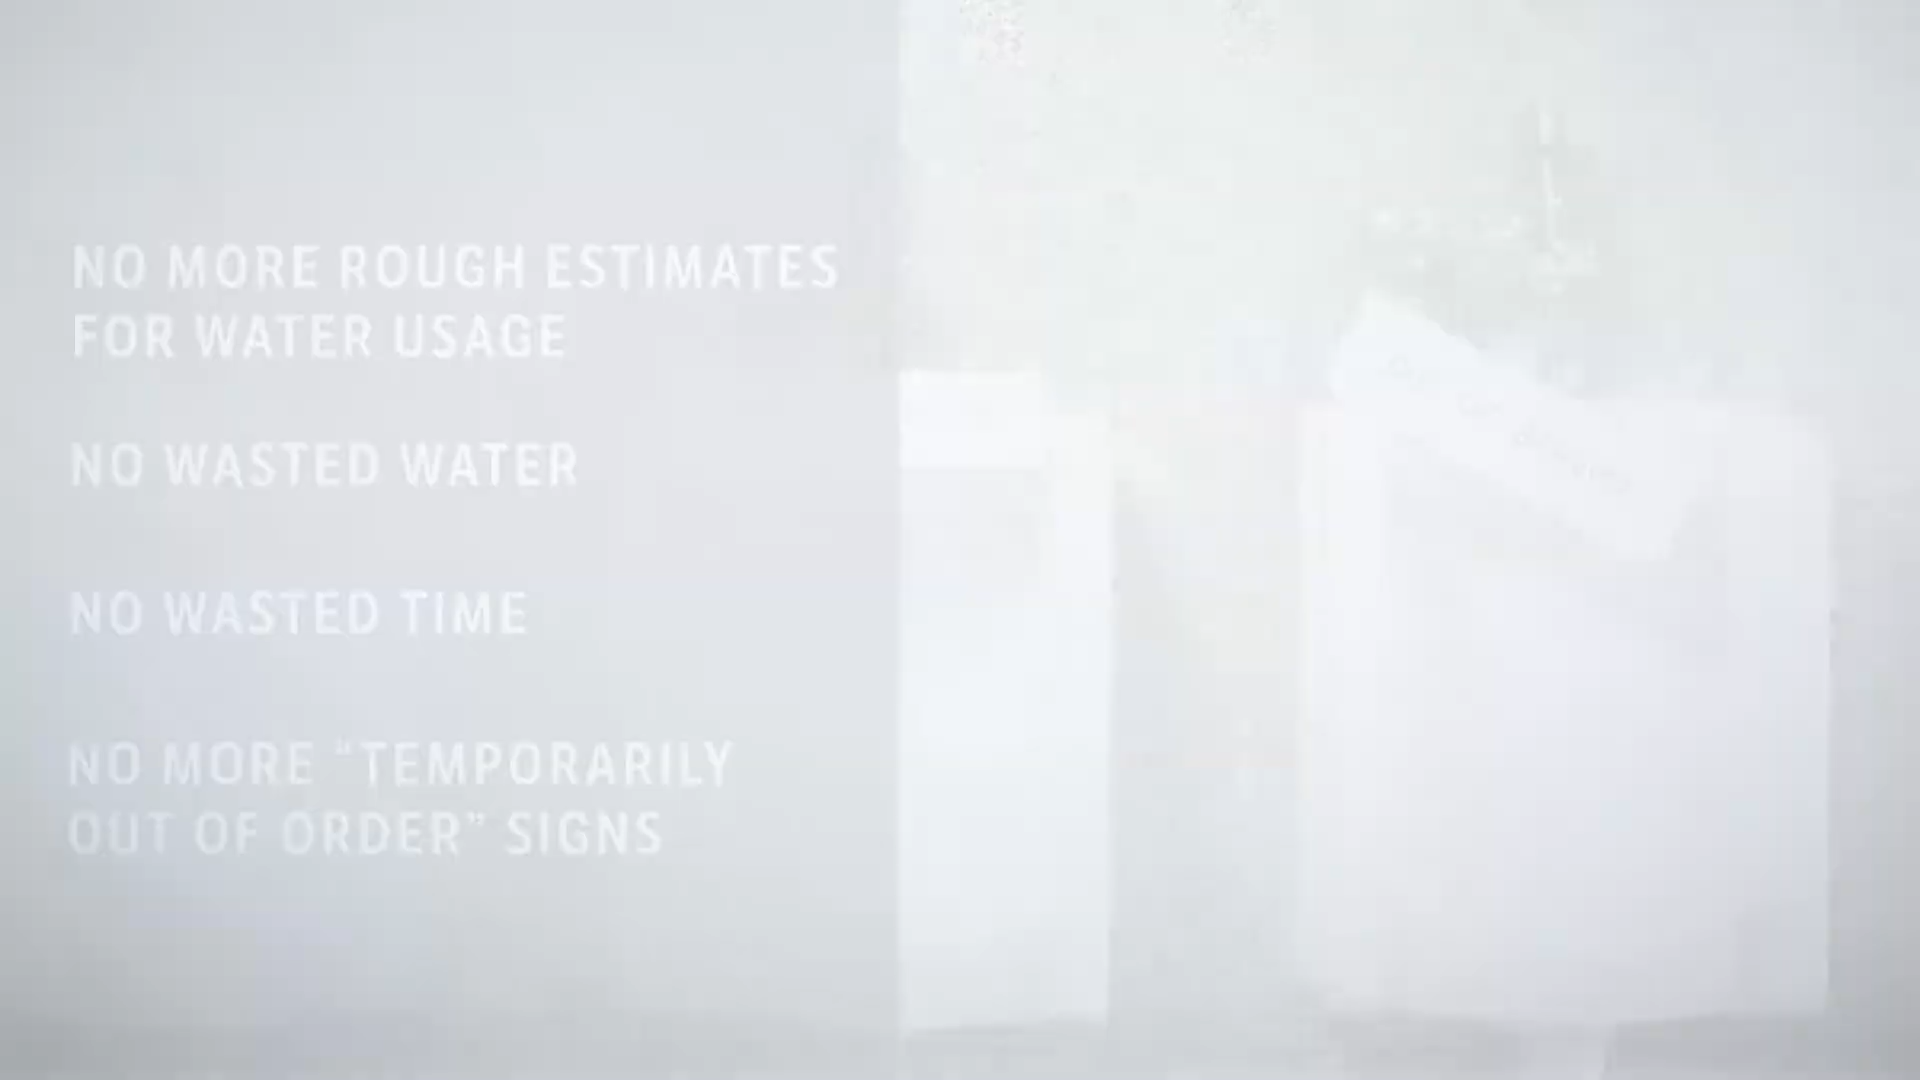 NO MORE ROUGH ESTIMATES
FOR WATER USAGE
NO WASTED WATER
NO WASTED TIME
NO MORE “TEMPORARILY
OUT OF ORDER” SIGNS